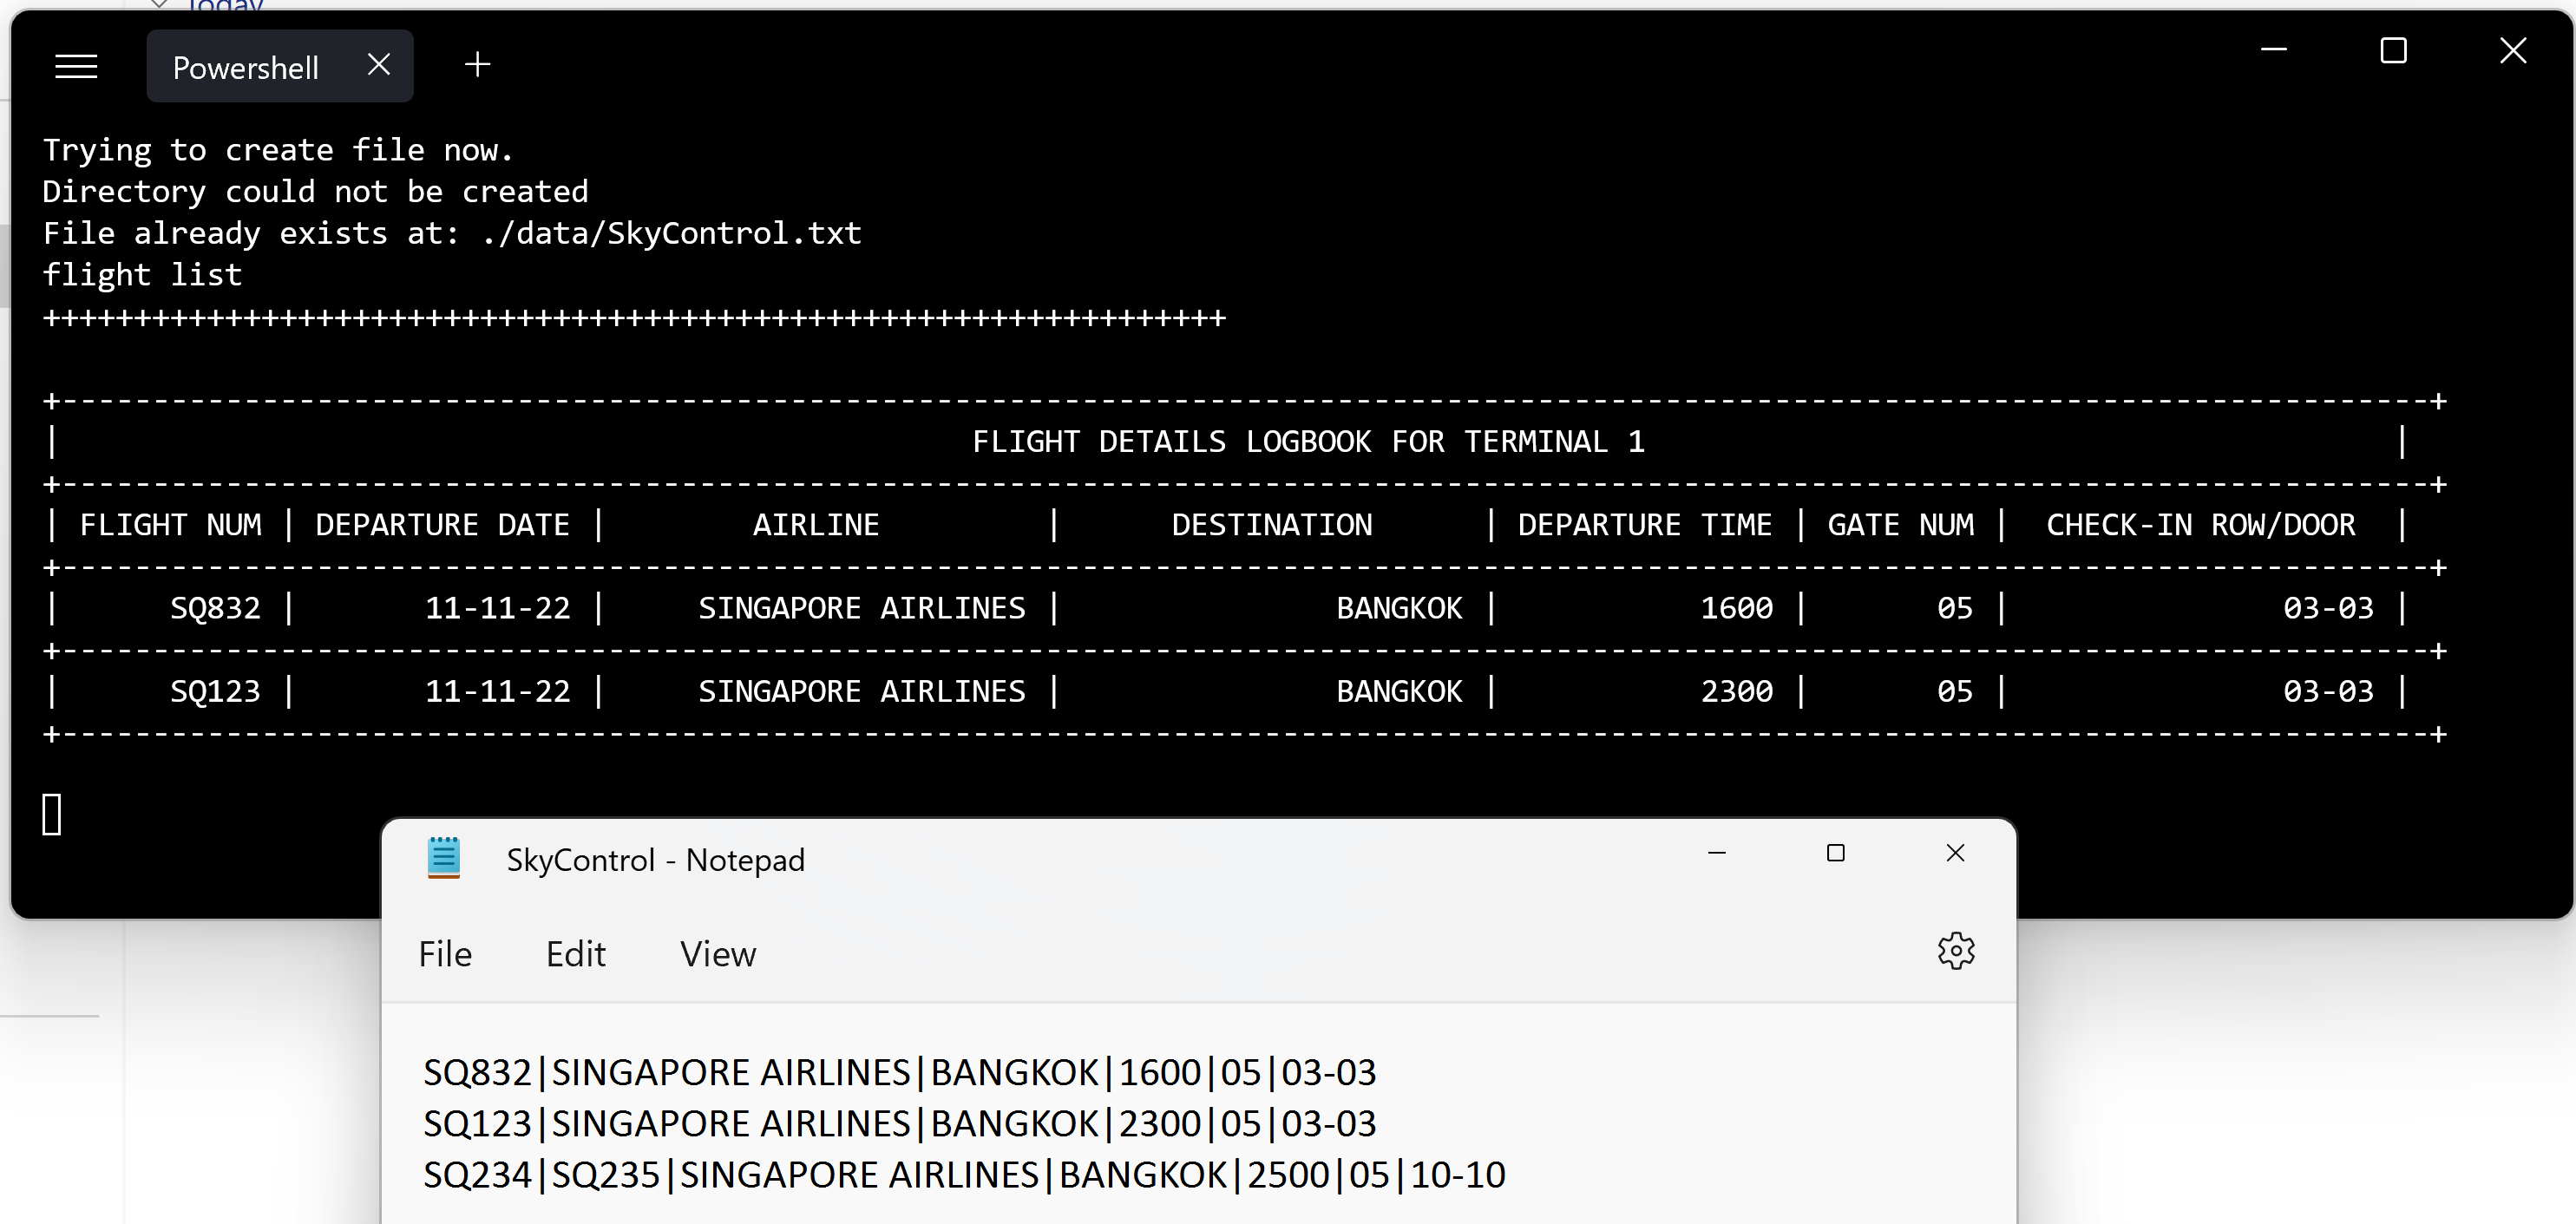 Today
Powershell
Trying to create file now.
Directory could not be created
File already exists at: ./data/SkyControl.txt
flight list
+++++++++++++++++++++++++++++++++++++++++++++++++++++++++++++++++
+----------------------------------------------------------------------------------------------------------------------------------+
| FLIGHT DETAILS LOGBOOK FOR TERMINAL 1 |
+----------------------------------------------------------------------------------------------------------------------------------+
| FLIGHT NUM | DEPARTURE DATE | AIRLINE | DESTINATION | DEPARTURE TIME | GATE NUM | CHECK-IN ROW/DOOR |
+----------------------------------------------------------------------------------------------------------------------------------+
| SQ832 | 11-11-22 | SINGAPORE AIRLINES | BANGKOK | 1600 | 05 | 03-03 |
+----------------------------------------------------------------------------------------------------------------------------------+
| SQ123 | 11-11-22 | SINGAPORE AIRLINES | BANGKOK | 2300 | 05 | 03-03 |
+----------------------------------------------------------------------------------------------------------------------------------+
SkyControl - Notepad
File Edit View
SQ832|SINGAPORE AIRLINES|BANGKOK|1600|05|03-03
SQ123|SINGAPORE AIRLINES|BANGKOK|2300|05|03-03
SQ234|SQ235|SINGAPORE AIRLINES|BANGKOK|2500|05|10-10